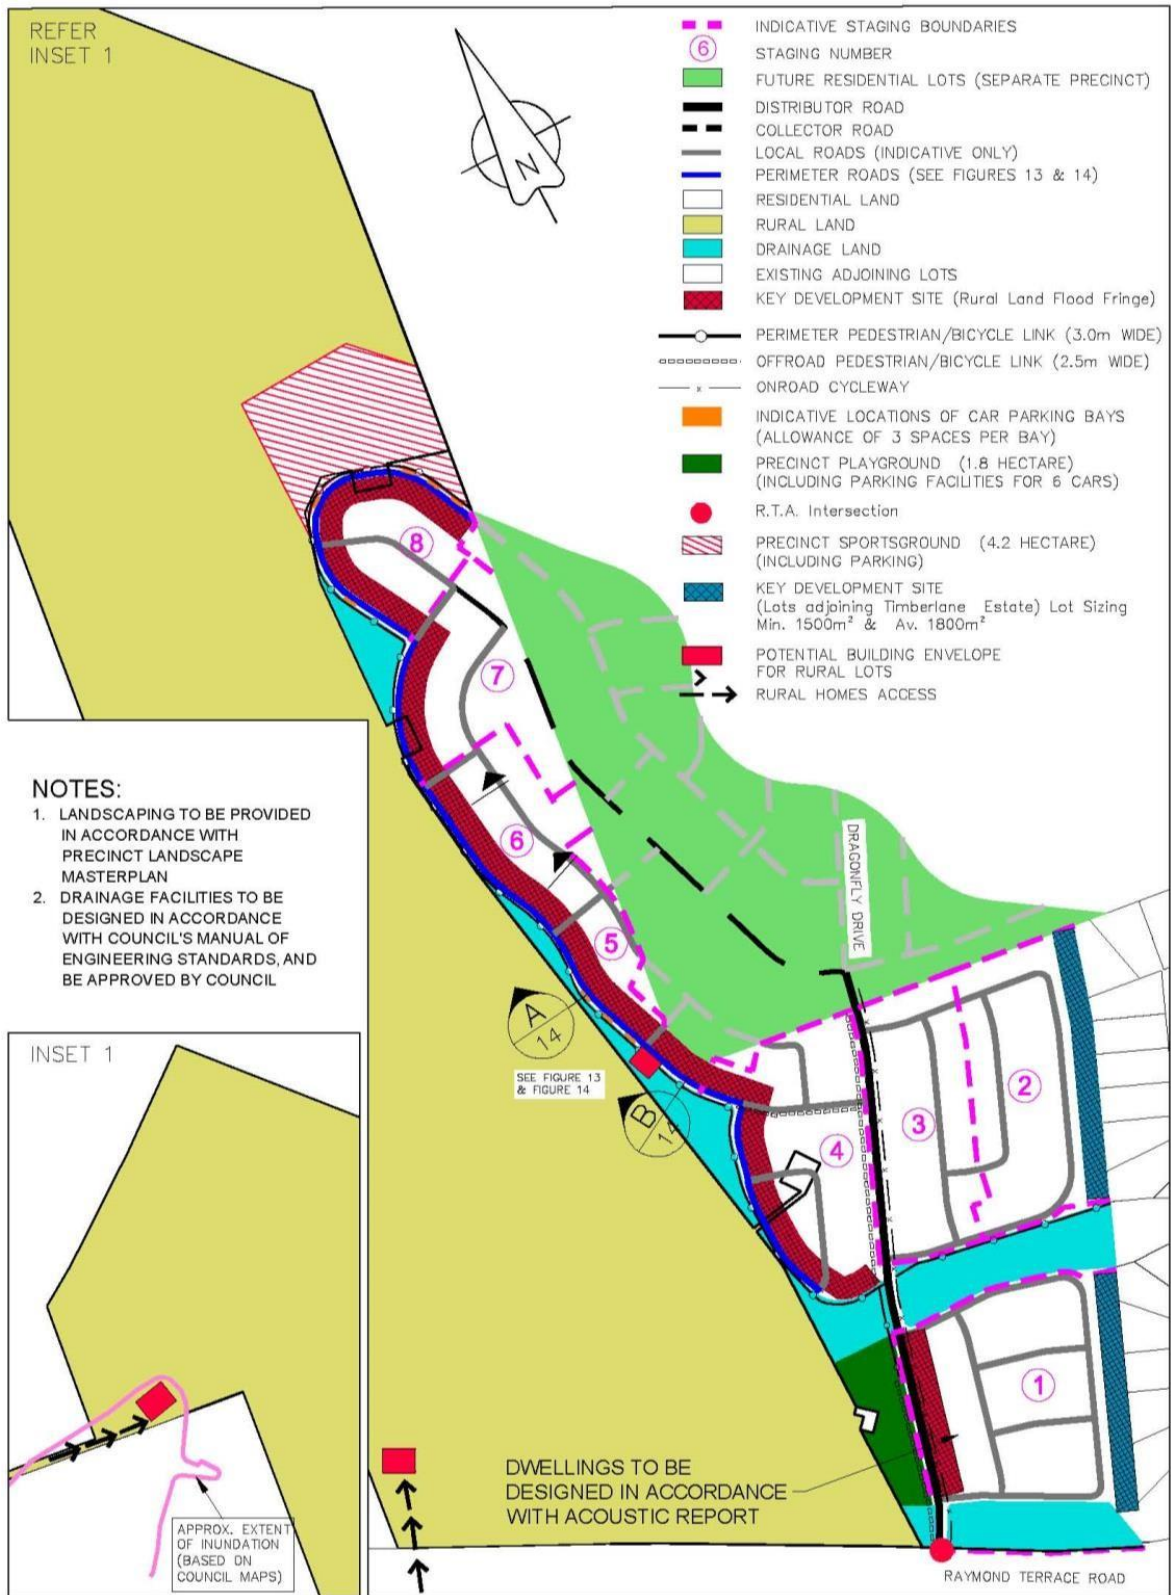 REFER
INSET 1
N
INDICATIVE STAGING BOUNDARIES
6
STAGING NUMBER
FUTURE RESIDENTIAL LOTS (SEPARATE PRECINCT)
DISTRIBUTOR ROAD
COLLECTOR ROAD
LOCAL ROADS (INDICATIVE ONLY)
PERIMETER ROADS (SEE FIGURES 13 & 14)
RESIDENTIAL LAND
RURAL LAND
DRAINAGE LAND
EXISTING ADJOINING LOTS
KEY DEVELOPMENT SITE (Rural Land Flood Fringe)
PERIMETER PEDESTRIAN/BICYCLE LINK (3.0m WIDE)
OFFROAD PEDESTRIAN/BICYCLE LINK (2.5m WIDE)
ONROAD CYCLEWAY
INDICATIVE LOCATIONS OF CAR PARKING BAYS
(ALLOWANCE OF 3 SPACES PER BAY)
PRECINCT PLAYGROUND (1.8 HECTARE)
(INCLUDING PARKING FACILITIES FOR 6 CARS)
R.T.A. Intersection
PRECINCT SPORTSGROUND (4.2 HECTARE)
(INCLUDING PARKING)
KEY DEVELOPMENT SITE
(Lots adjoining Timberlane Estate) Lot Sizing
Min. 1500m² & Av. 1800m²
POTENTIAL BUILDING ENVELOPE
FOR RURAL LOTS
RURAL HOMES ACCESS
8
7
6
5
4
3
2
1
DRAGONFLY DRIVE
NOTES:
1. LANDSCAPING TO BE PROVIDED
IN ACCORDANCE WITH
PRECINCT LANDSCAPE
MASTERPLAN
2. DRAINAGE FACILITIES TO BE
DESIGNED IN ACCORDANCE
WITH COUNCIL'S MANUAL OF
ENGINEERING STANDARDS, AND
BE APPROVED BY COUNCIL
A
14
SEE FIGURE 13
& FIGURE 14
B
14
INSET 1
APPROX. EXTENT
OF INUNDATION
(BASED ON
COUNCIL MAPS)
DWELLINGS TO BE
DESIGNED IN ACCORDANCE
WITH ACOUSTIC REPORT
RAYMOND TERRACE ROAD